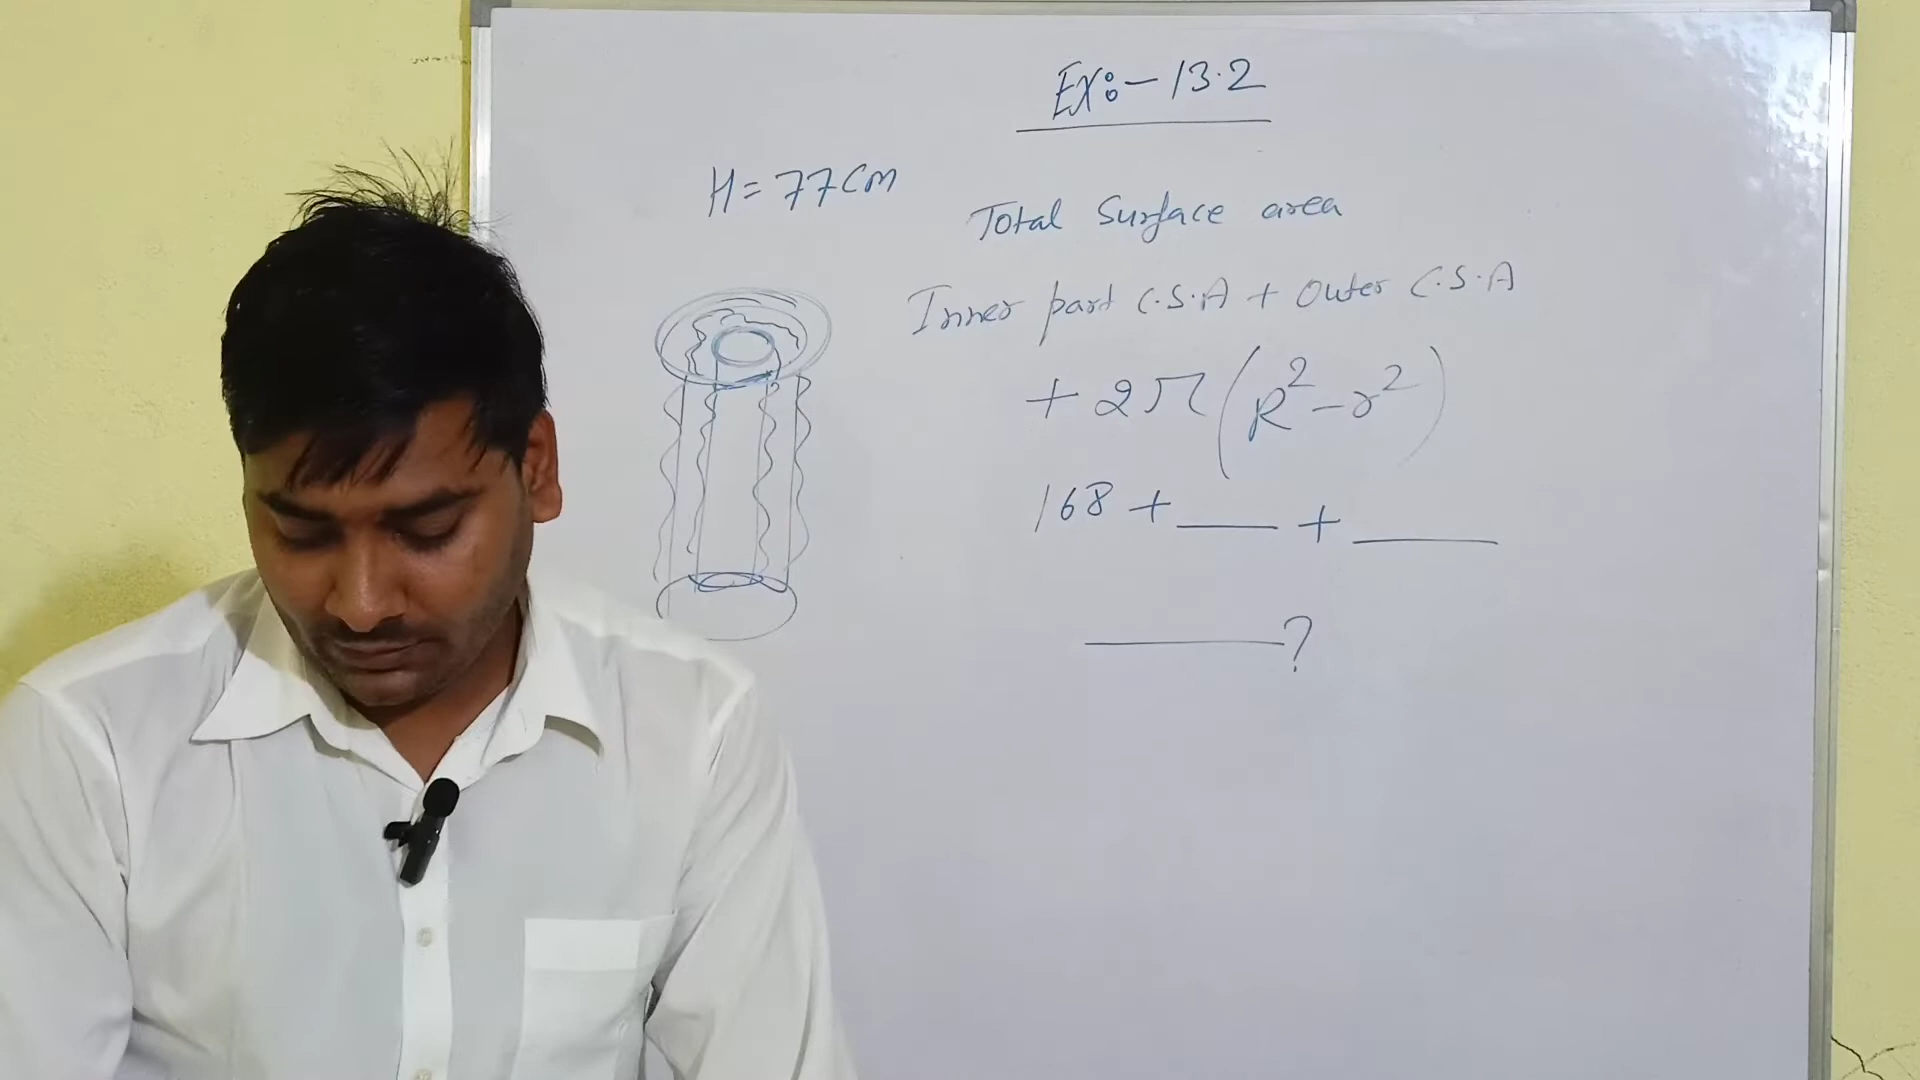 Ex:- 13.2
H = 77 cm
Total Surface area
Inner part C.S.A + Outer C.S.A
+ 2π(R²-r²)
168 + ___ + ___
___?